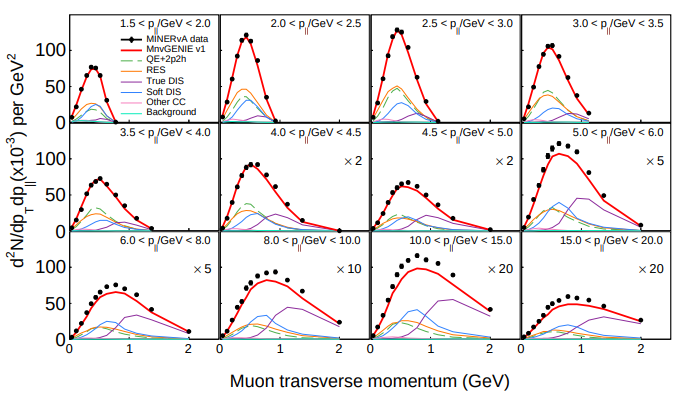 1.5 < p||/GeV < 2.0
2.0 < p||/GeV < 2.5
2.5 < p||/GeV < 3.0
3.0 < p||/GeV < 3.5
MINERvA data
MnvGENIE v1
QE+2p2h
RES
True DIS
Soft DIS
Other CC
Background
150
100
50
0
3.5 < p||/GeV < 4.0
4.0 < p||/GeV < 4.5
× 2
4.5 < p||/GeV < 5.0
× 2
5.0 < p||/GeV < 6.0
× 5
100
50
0
6.0 < p||/GeV < 8.0
× 5
8.0 < p||/GeV < 10.0
× 10
10.0 < p||/GeV < 15.0
× 20
15.0 < p||/GeV < 20.0
× 20
100
50
0
d²N/dp_T dp||(x10⁻³) per GeV²
0 1 2 1 2 1 2 1 2
0 0 0
Muon transverse momentum (GeV)